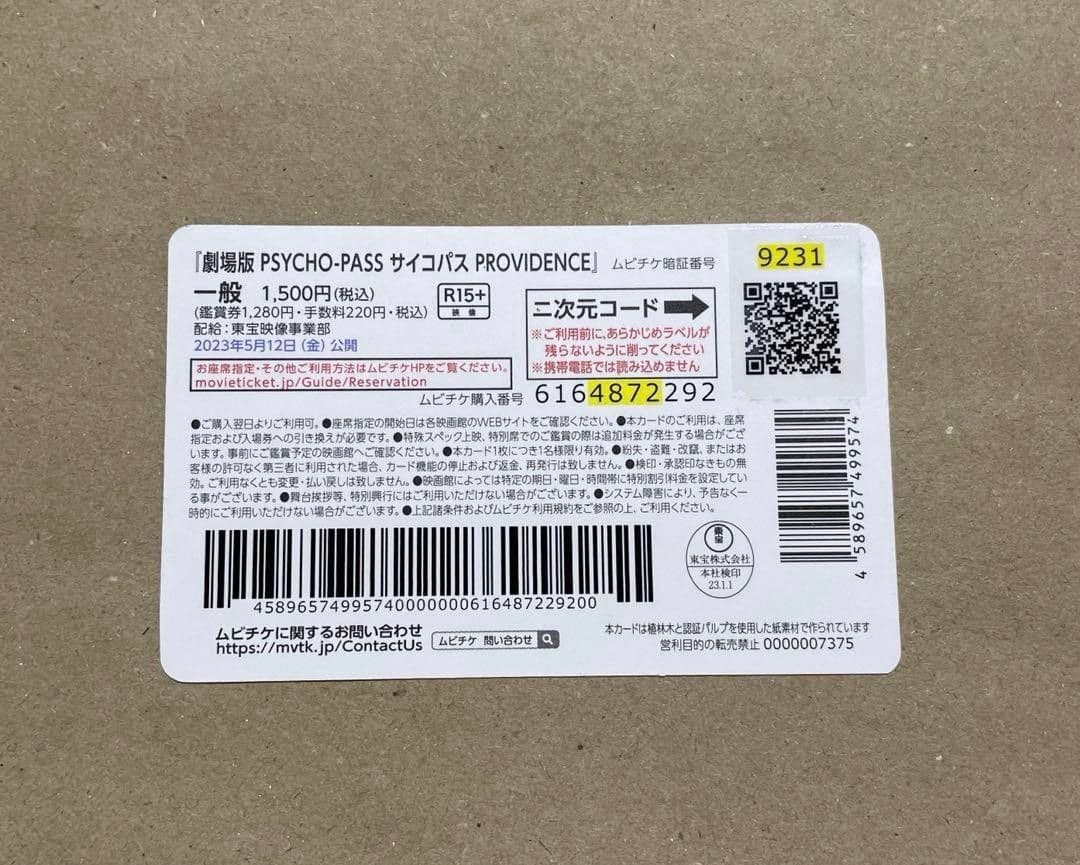 『劇場版 PSYCHO-PASS サイコパス PROVIDENCE』
ムビチケ暗証番号
9231
一般 1,500円(税込)
(鑑賞券1,280円・手数料220円・税込)
R15+
映倫
配給：東宝映像事業部
2023年5月12日(金)公開
二次元コード
※ご利用前に、あらかじめラベルが
残らないように削ってください
※携帯電話では読み込めません
お座席指定・その他ご利用方法はムビチケHPをご覧ください。
movieticket.jp/Guide/Reservation
ムビチケ購入番号 6164872292
●ご購入翌日よりご利用可。●座席指定の開始日は各映画館のWEBサイトをご確認ください。●本カードのご利用は、座席
指定および入場券への引き換えが必要です。●特殊スペック上映、特別席でのご鑑賞の際は追加料金が発生する場合がござ
います。事前にご鑑賞予定の映画館へご確認ください。●本カード1枚につき1名様限り有効。●紛失・盗難・改竄、またはお
客様の許可なく第三者に利用された場合、カード機能の停止および返金、再発行は致しません。●検印・承認印なきもの無
効。ご利用なくとも変更・払い戻しは致しません。●映画館によっては特定の期日・曜日・時間帯に特別割引料金を設定してい
る事がございます。●舞台挨拶等、特別興行にはご利用いただけない場合がございます。●システム障害により、予告なく一
時的にご利用いただけない場合がございます。●上記諸条件およびムビチケ利用規約をご参照の上、ご利用ください。
4589657499574
45896574995740000000616487229200
東宝
東宝株式会社
本社検印
23.1.1
ムビチケに関するお問い合わせ
https://mvtk.jp/ContactUs
ムビチケ 問い合わせ
本カードは植林木と認証パルプを使用した紙素材で作られています
営利目的の転売禁止 0000007375